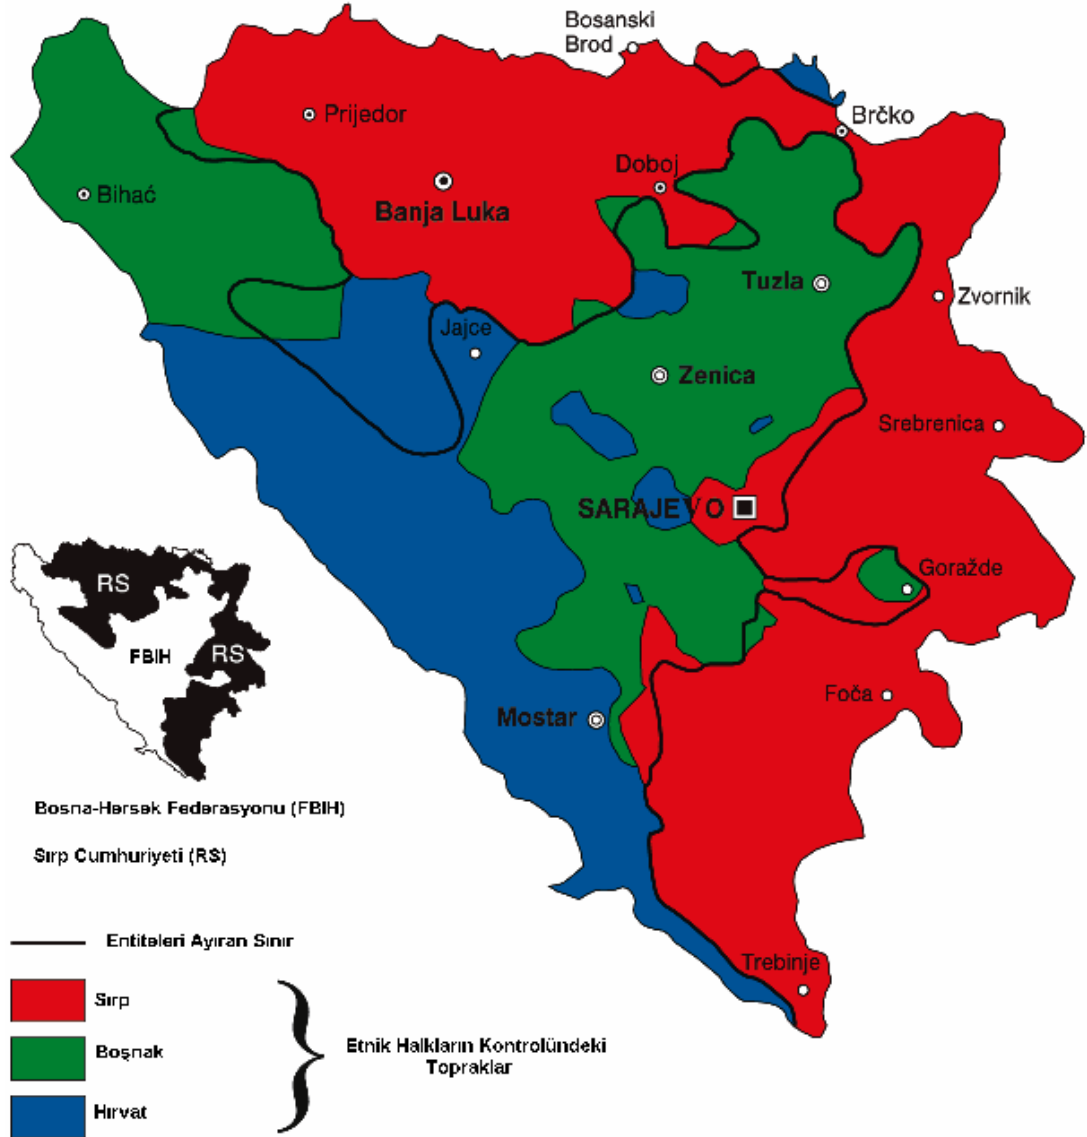 Bosanski
Brod
Prijedor
Brčko
Doboj
Bihać
Banja Luka
Tuzla
Zvornik
Jajce
Zenica
Srebrenica
SARAJEVO
Goražde
RS
FBIH
RS
Foča
Mostar
Bosna-Hersek Federasyonu (FBIH)
Sırp Cumhuriyeti (RS)
Entiteleri Ayıran Sınır
Trebinje
Sırp
Boşnak
Hırvat
Etnik Halkların Kontrolündeki
Topraklar